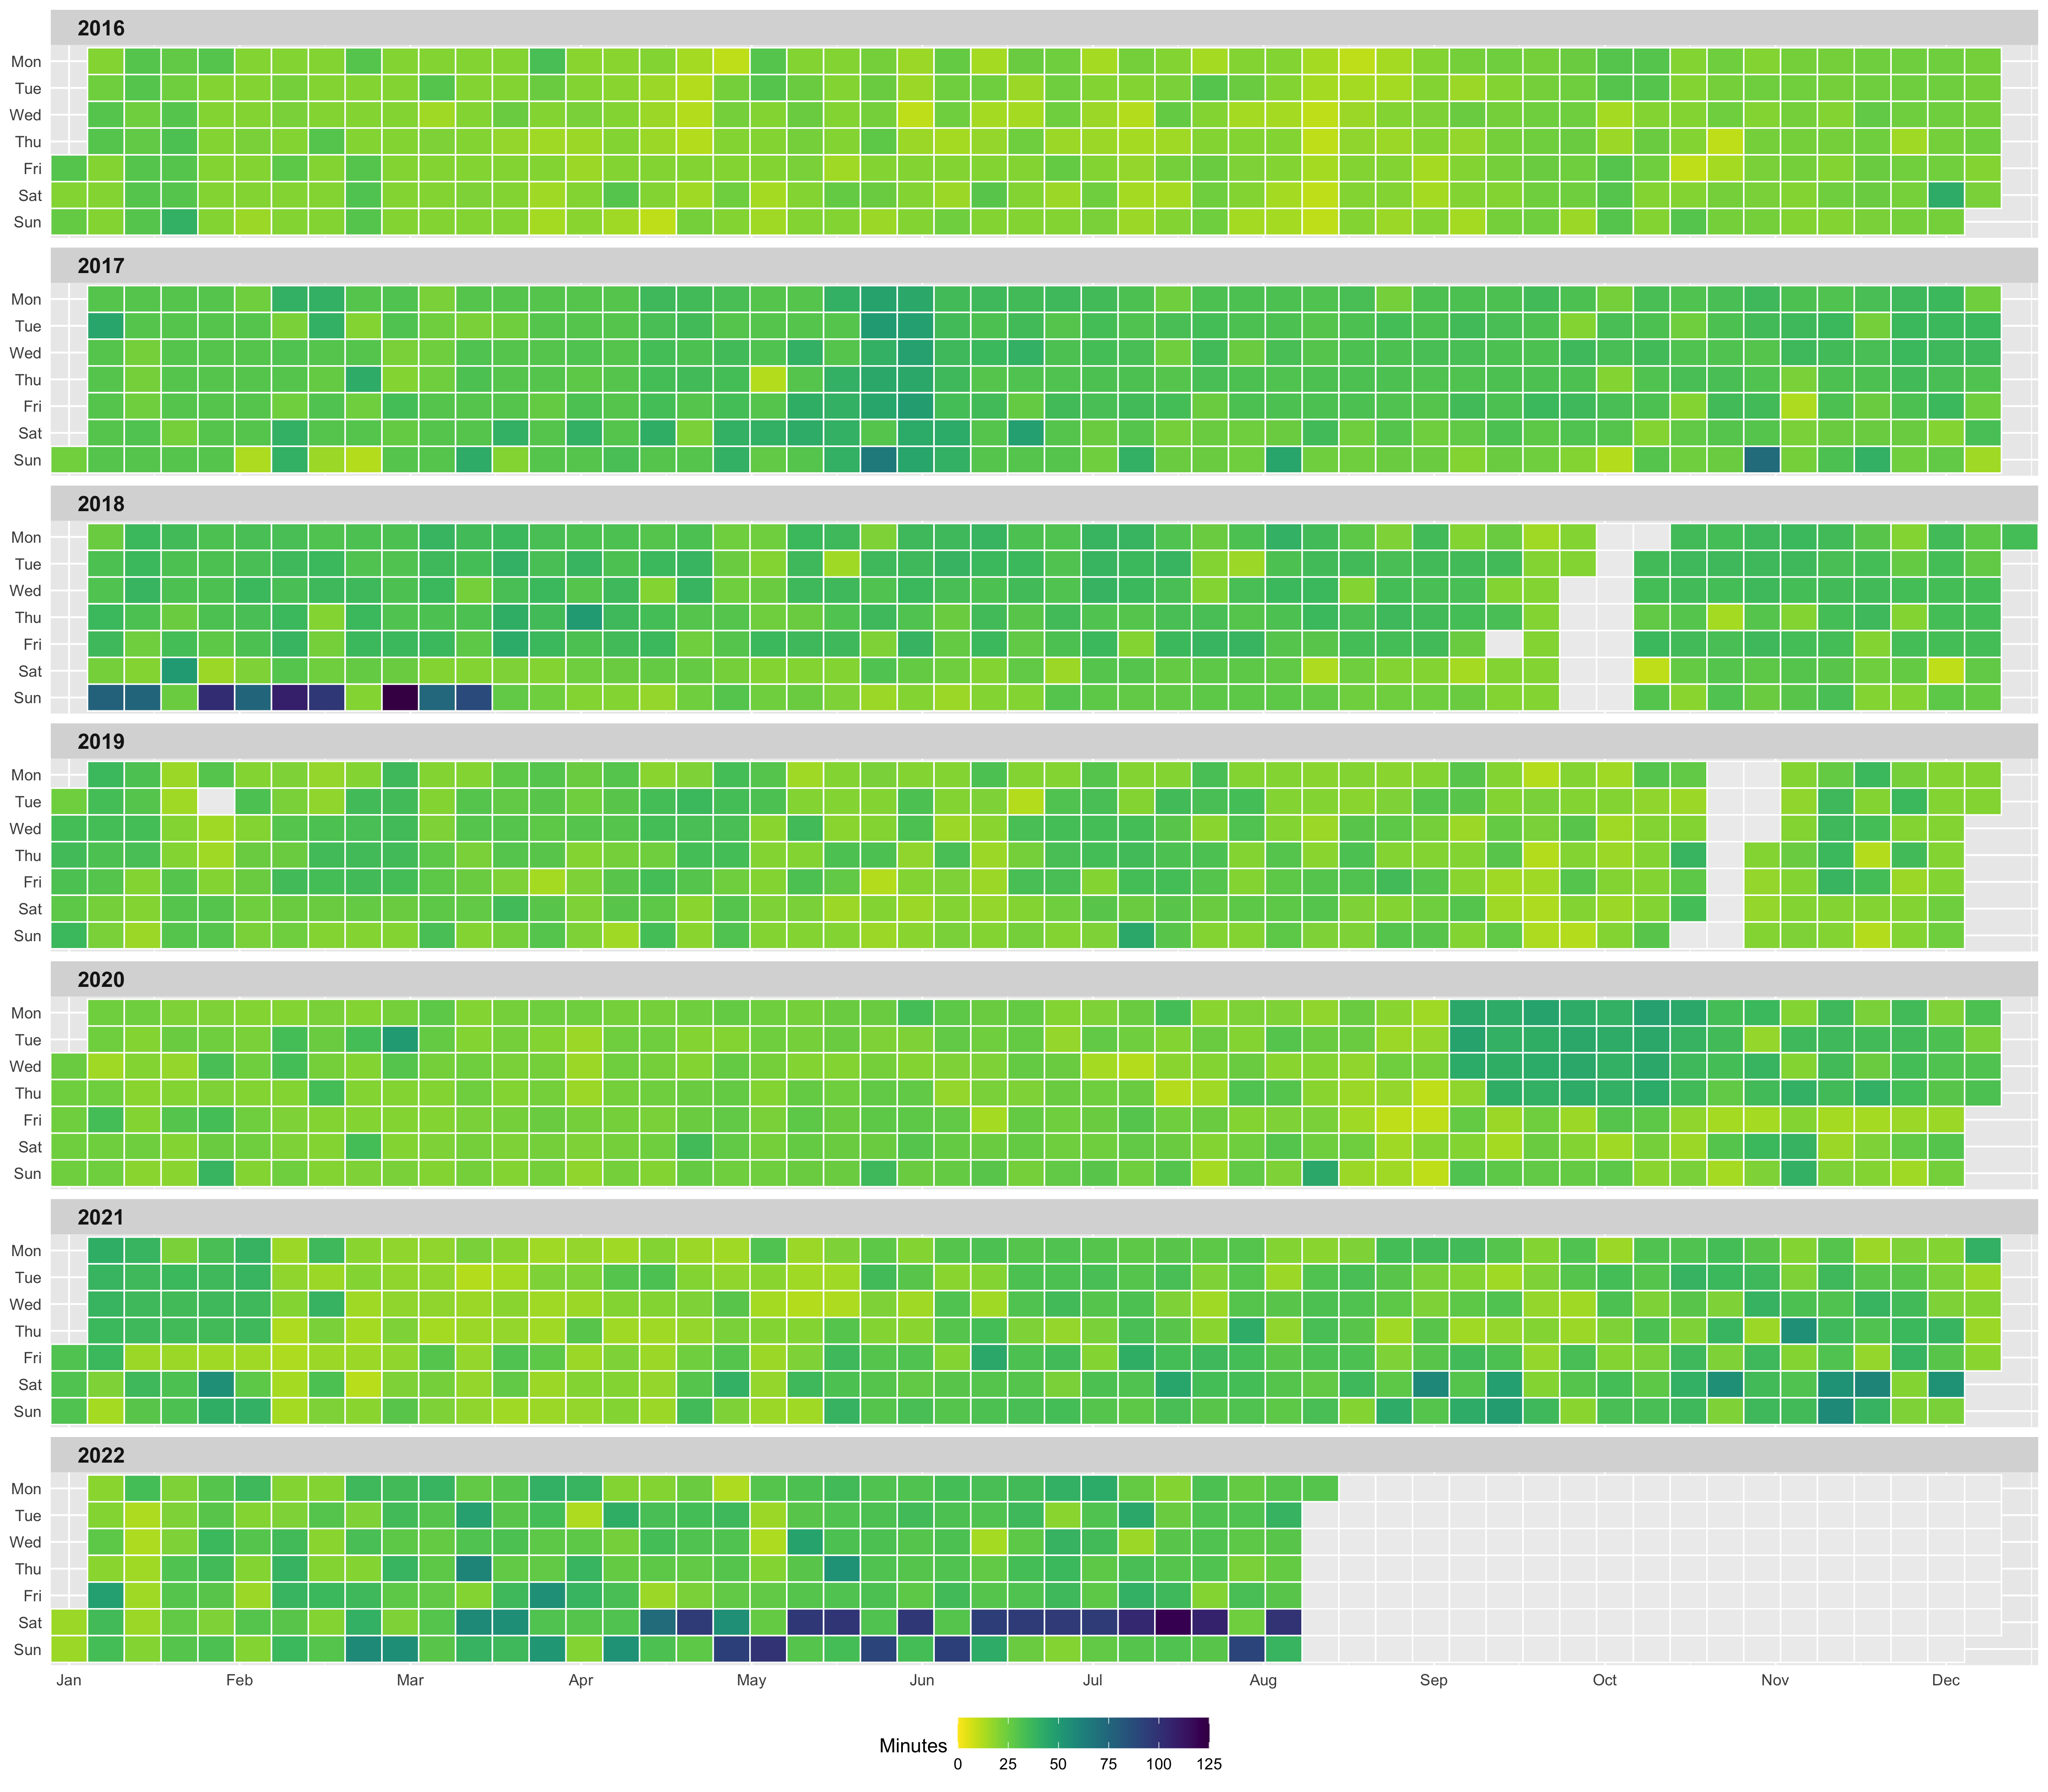 2016
Mon
Tue
Wed
Thu
Fri
Sat
Sun
2017
Mon
Tue
Wed
Thu
Fri
Sat
Sun
2018
Mon
Tue
Wed
Thu
Fri
Sat
Sun
2019
Mon
Tue
Wed
Thu
Fri
Sat
Sun
2020
Mon
Tue
Wed
Thu
Fri
Sat
Sun
2021
Mon
Tue
Wed
Thu
Fri
Sat
Sun
2022
Mon
Tue
Wed
Thu
Fri
Sat
Sun
Jan Feb Mar Apr May Jun Jul Aug Sep Oct Nov Dec
Minutes
0 25 50 75 100 125